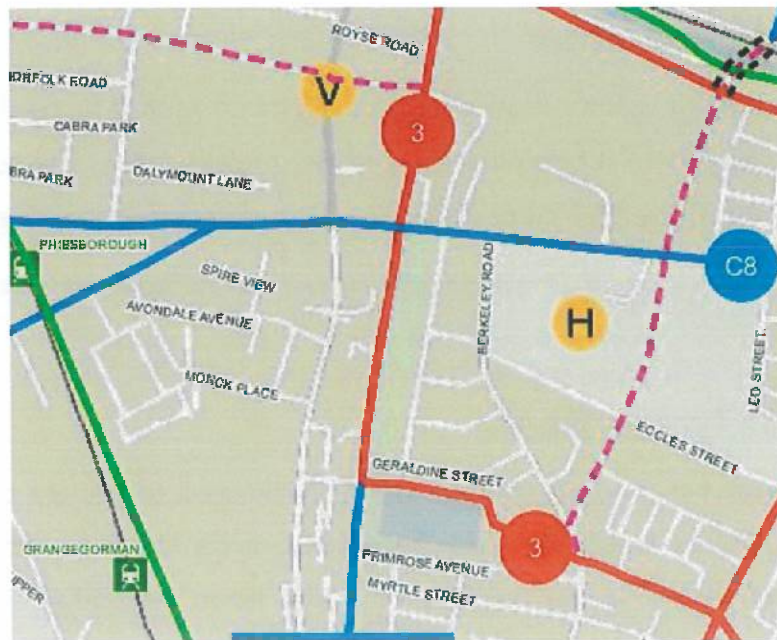 ROYSE ROAD
NORFOLK ROAD
V
3
CABRA PARK
BRA PARK
DALYMOUNT LANE
PHIBSBOROUGH
SPIRE VIEW
BERKELEY ROAD
C8
AVONDALE AVENUE
H
LEO STREET
MONCK PLACE
ECCLES STREET
GERALDINE STREET
GRANGEGORMAN
3
PRIMROSE AVENUE
MYRTLE STREET
UPPER